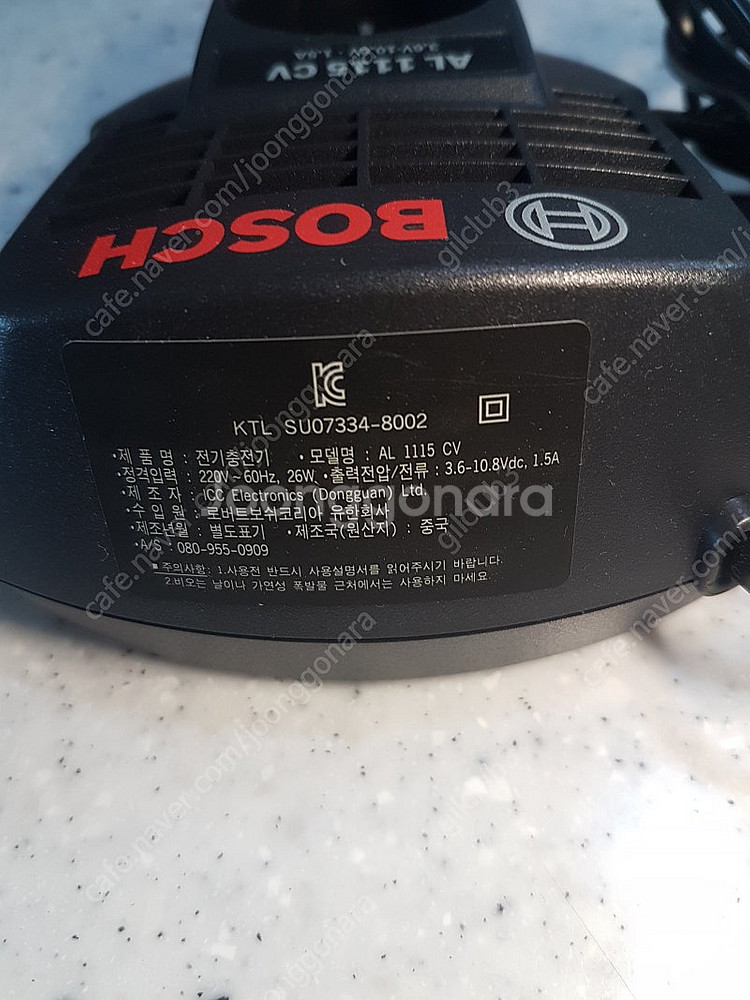 AL 1115 CV
BOSCH
KTL SU07334-8002
•제 품 명 : 전기충전기 •모델명 : AL 1115 CV
•정격입력 : 220V~60Hz, 26W •출력전압/전류 : 3.6-10.8Vdc, 1.5A
•제 조 자 : ICC Electronics (Dongguan) Ltd.
•수 입 원 : 로버트보쉬코리아 유한회사
•제조년월 : 별도표기 •제조국(원산지) : 중국
•A/S : 080-955-0909
■주의사항 : 1.사용전 반드시 사용설명서를 읽어주시기 바랍니다.
2.비오는 날이나 가연성 폭발물 근처에서는 사용하지 마세요.
Joonggonara
cafe.naver.com/joonggonara
gilclub3